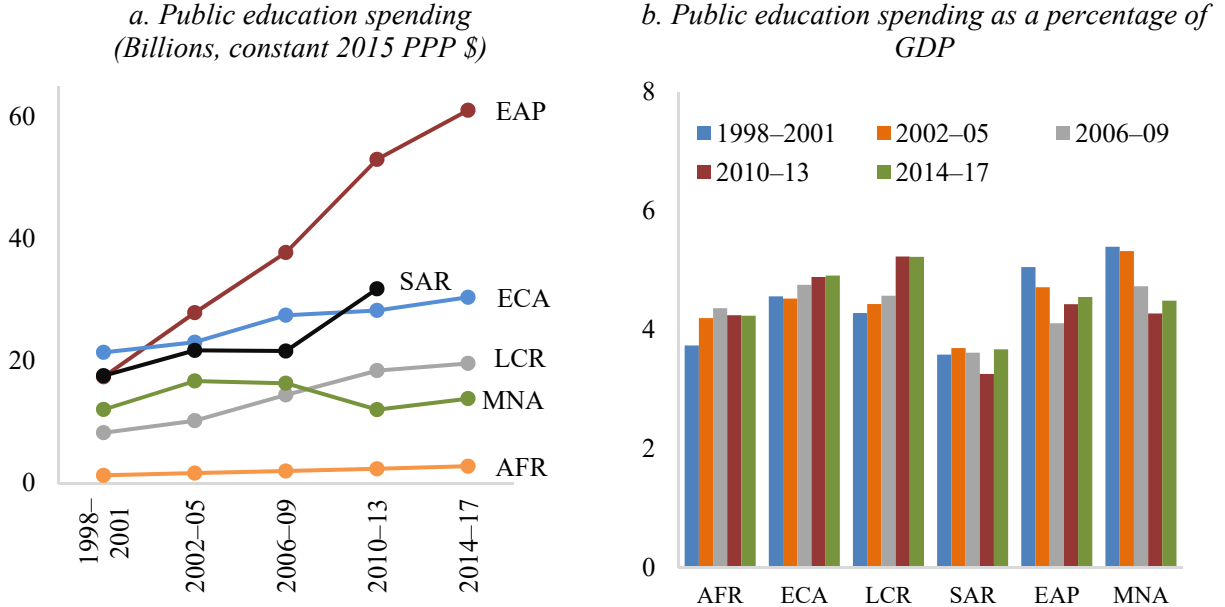 a. Public education spending
(Billions, constant 2015 PPP $)
60
40
20
0
EAP
SAR
ECA
LCR
MNA
AFR
1998–
2001
2002–05
2006–09
2010–13
2014–17
b. Public education spending as a percentage of
GDP
8
6
4
2
0
1998–2001
2002–05
2006–09
2010–13
2014–17
AFR
ECA
LCR
SAR
EAP
MNA